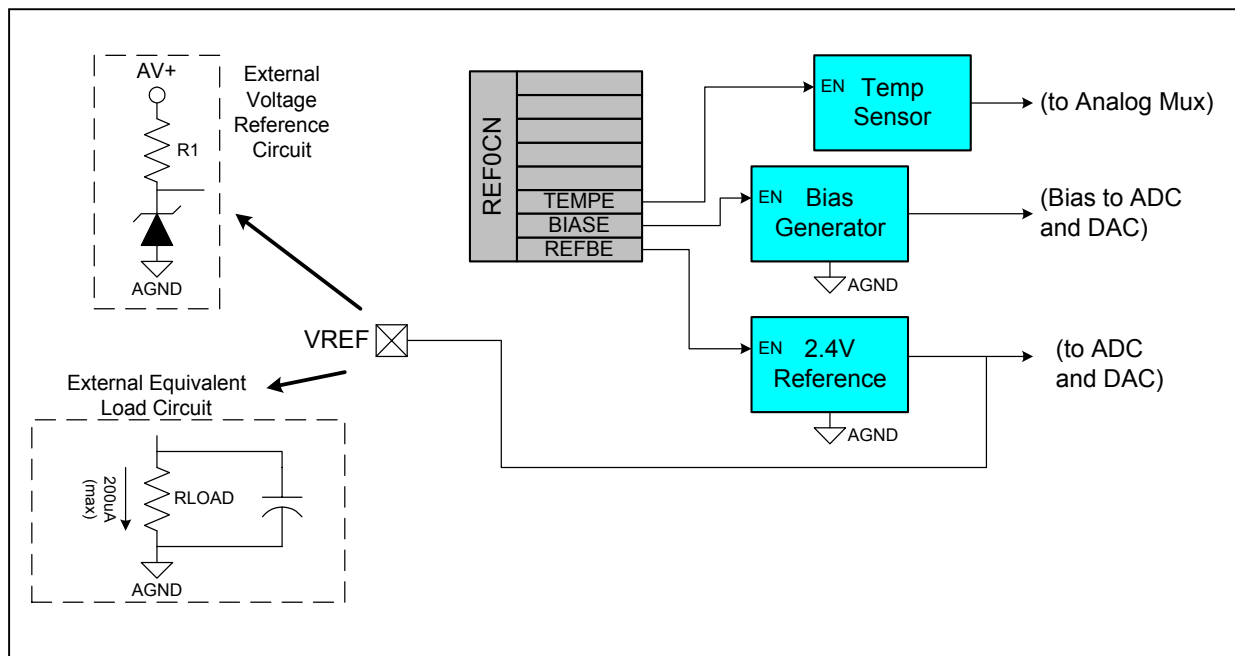 AV+
External
Voltage
Reference
Circuit
R1
AGND
REF0CN
TEMPE
BIASE
REFBE
EN
Temp
Sensor
(to Analog Mux)
EN
Bias
Generator
(Bias to ADC
and DAC)
AGND
VREF
EN
2.4V
Reference
(to ADC
and DAC)
AGND
External Equivalent
Load Circuit
200uA
(max)
RLOAD
AGND